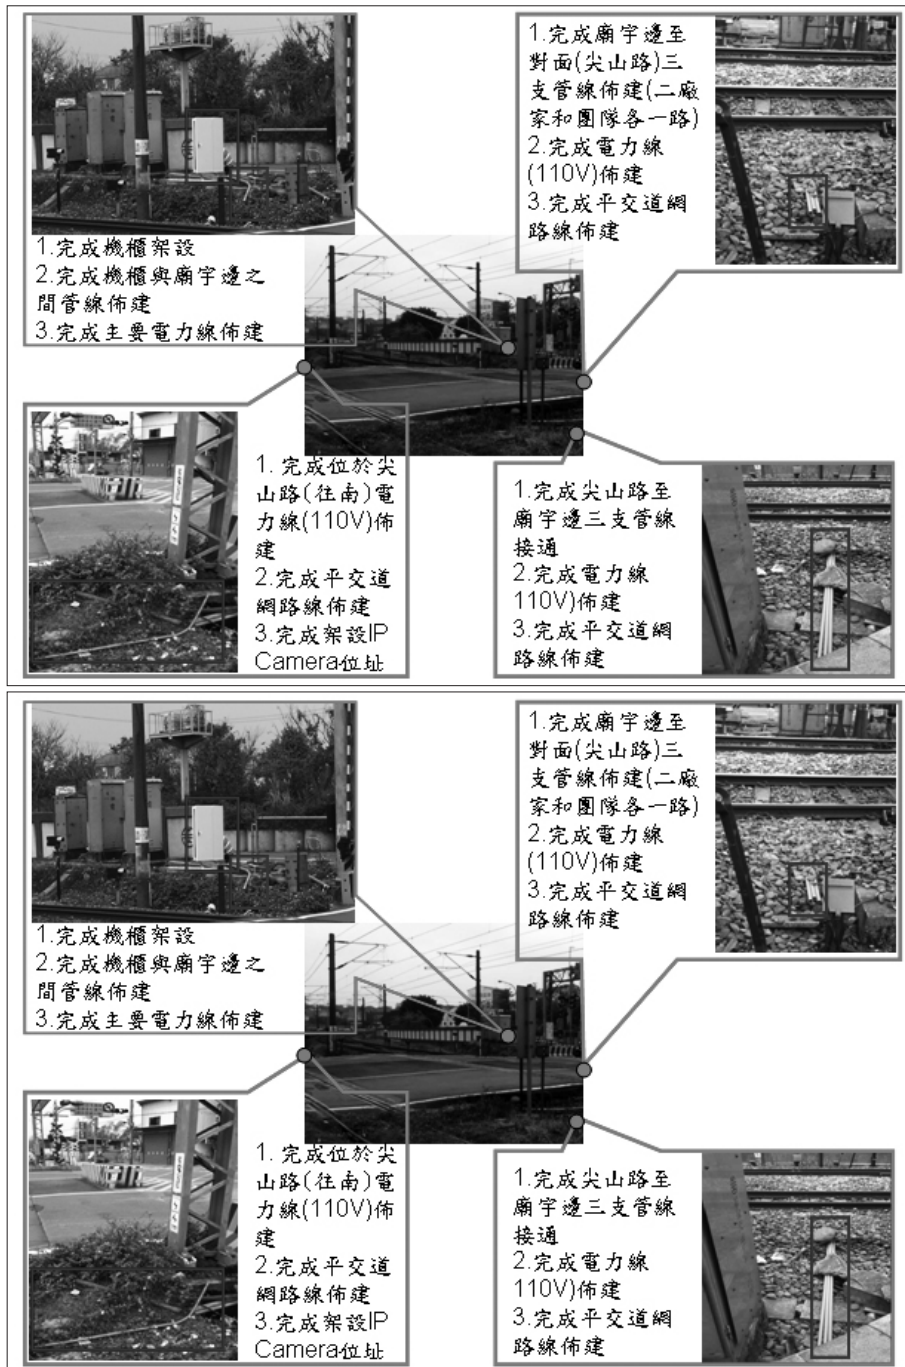 1.完成機櫃架設
2.完成機櫃與廟宇邊之
間管線佈建
3.完成主要電力線佈建
1.完成廟宇邊至
對面(尖山路)三
支管線佈建(二廠
家和團隊各一路)
2.完成電力線
(110V)佈建
3.完成平交道網
路線佈建
1. 完成位於尖
山路(往南)電
力線(110V)佈
建
2.完成平交道
網路線佈建
3.完成架設IP
Camera位址
1.完成尖山路至
廟宇邊三支管線
接通
2.完成電力線
110V)佈建
3.完成平交道網
路線佈建
1.完成機櫃架設
2.完成機櫃與廟宇邊之
間管線佈建
3.完成主要電力線佈建
1.完成廟宇邊至
對面(尖山路)三
支管線佈建(二廠
家和團隊各一路)
2.完成電力線
(110V)佈建
3.完成平交道網
路線佈建
1. 完成位於尖
山路(往南)電
力線(110V)佈
建
2.完成平交道
網路線佈建
3.完成架設IP
Camera位址
1.完成尖山路至
廟宇邊三支管線
接通
2.完成電力線
110V)佈建
3.完成平交道網
路線佈建